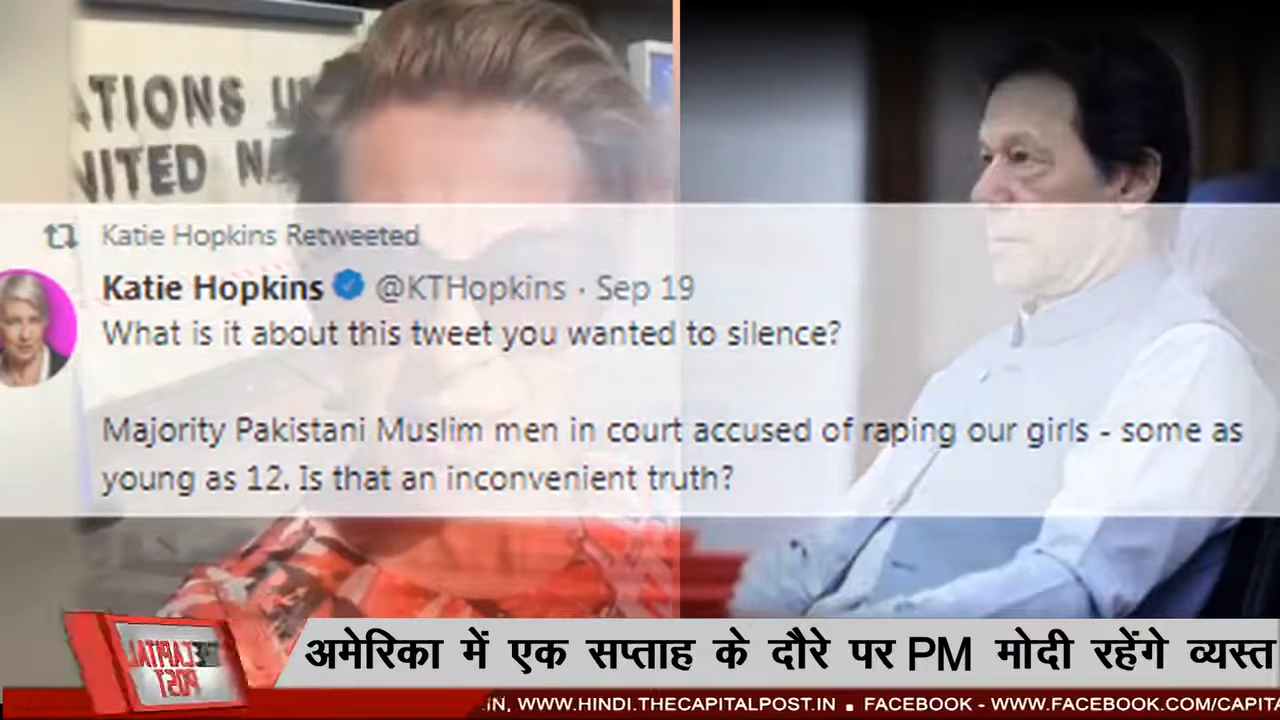 ATIONS U
NITED NA
Katie Hopkins Retweeted
Katie Hopkins @KTHopkins · Sep 19
What is it about this tweet you wanted to silence?
Majority Pakistani Muslim men in court accused of raping our girls - some as
young as 12. Is that an inconvenient truth?
अमेरिका में एक सप्ताह के दौरे पर PM मोदी रहेंगे व्यस्त
THE CAPITAL
POST
.IN, WWW.HINDI.THECAPITALPOST.IN ■ FACEBOOK - WWW.FACEBOOK.COM/CAPITA